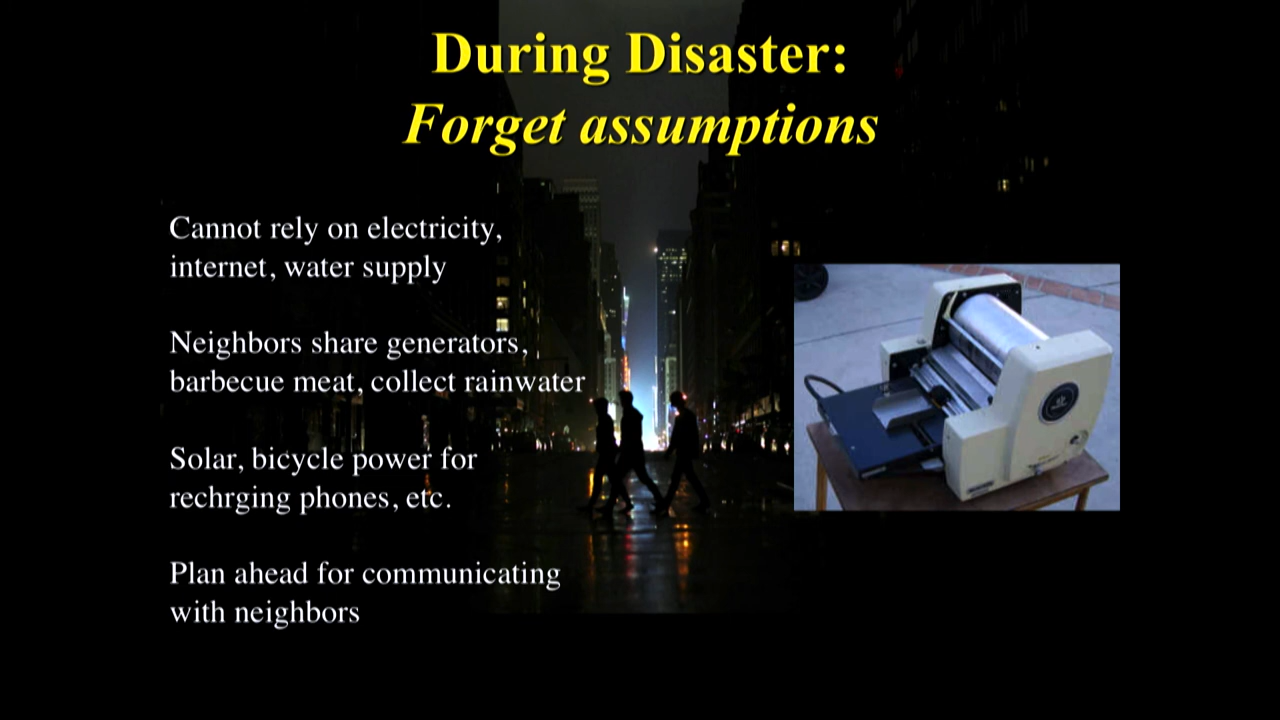 During Disaster:
Forget assumptions
Cannot rely on electricity,
internet, water supply
Neighbors share generators,
barbecue meat, collect rainwater
Solar, bicycle power for
rechrging phones, etc.
Plan ahead for communicating
with neighbors